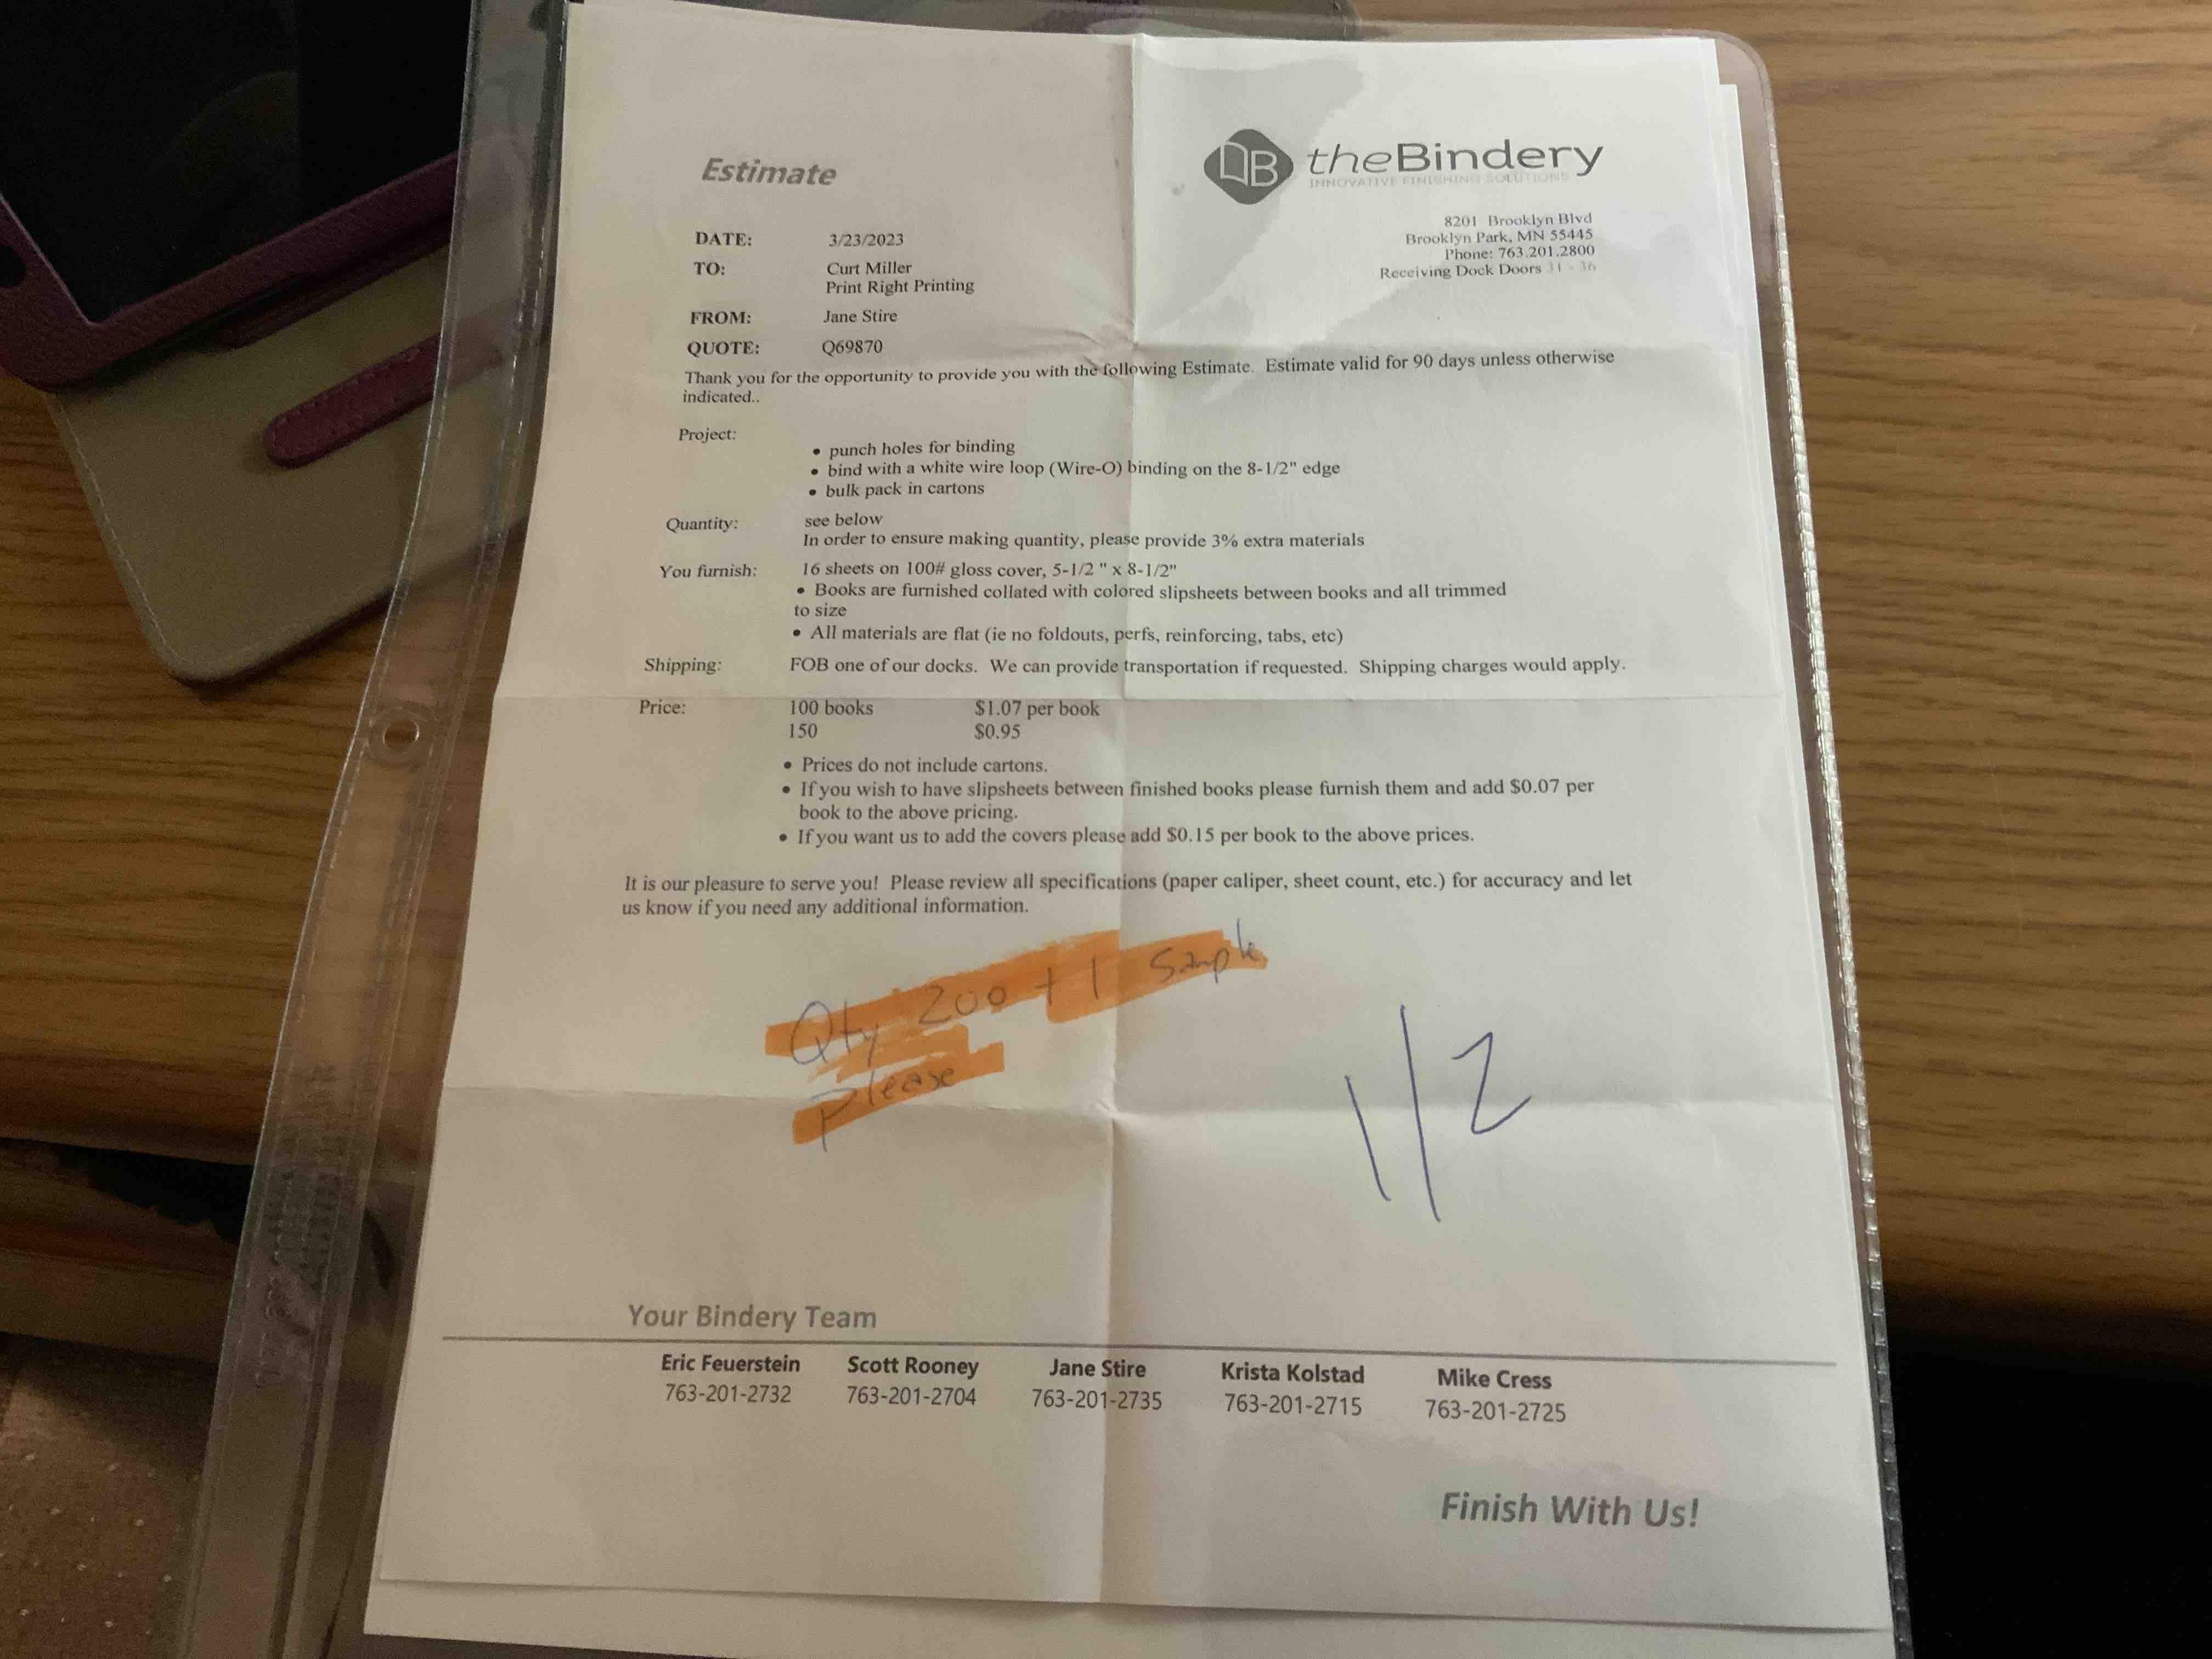 Estimate
theBindery
INNOVATIVE FINISHING SOLUTIONS
8201 Brooklyn Blvd
Brooklyn Park, MN 55445
Phone: 763.201.2800
Receiving Dock Doors 31 - 36
DATE: 3/23/2023
TO: Curt Miller
Print Right Printing
FROM: Jane Stire
QUOTE: Q69870
Thank you for the opportunity to provide you with the following Estimate. Estimate valid for 90 days unless otherwise
indicated..
Project:
• punch holes for binding
• bind with a white wire loop (Wire-O) binding on the 8-1/2" edge
• bulk pack in cartons
Quantity: see below
In order to ensure making quantity, please provide 3% extra materials
You furnish: 16 sheets on 100# gloss cover, 5-1/2 " x 8-1/2"
• Books are furnished collated with colored slipsheets between books and all trimmed
to size
• All materials are flat (ie no foldouts, perfs, reinforcing, tabs, etc)
Shipping: FOB one of our docks. We can provide transportation if requested. Shipping charges would apply.
Price: 100 books $1.07 per book
150 $0.95
• Prices do not include cartons.
• If you wish to have slipsheets between finished books please furnish them and add $0.07 per
book to the above pricing.
• If you want us to add the covers please add $0.15 per book to the above prices.
It is our pleasure to serve you! Please review all specifications (paper caliper, sheet count, etc.) for accuracy and let
us know if you need any additional information.
Qty 200 + 1 Sample
please
1/2
Your Bindery Team
Eric Feuerstein Scott Rooney Jane Stire Krista Kolstad Mike Cress
763-201-2732 763-201-2704 763-201-2735 763-201-2715 763-201-2725
Finish With Us!